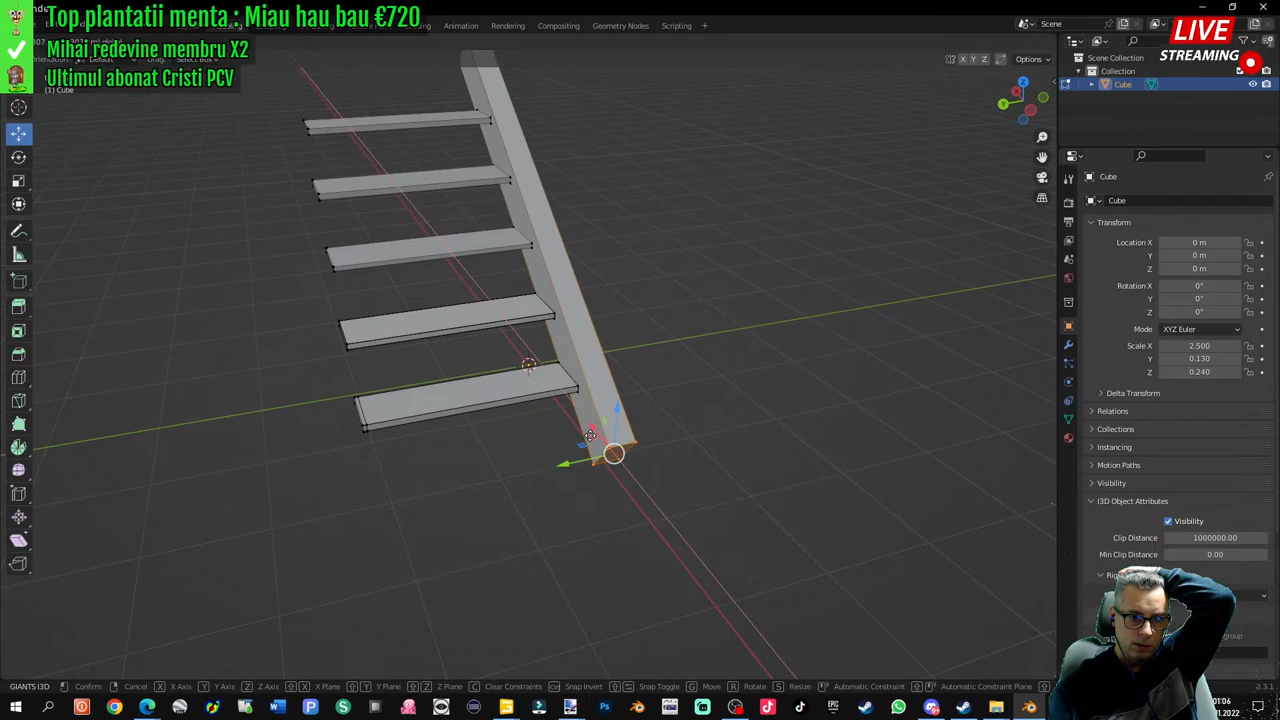 Top plantatii menta : Miau hau bau €720
Mihai redevine membru X2
Ultimul abonat Cristi PCV
Animation
Rendering
Compositing
Geometry Nodes
Scripting
Scene
LIVE
STREAMING
(1) Cube
Options
X Y Z
Scene Collection
Collection
Cube
Cube
Cube
Transform
Location X 0 m
Y 0 m
Z 0 m
Rotation X 0°
Y 0°
Z 0°
Mode XYZ Euler
Scale X 2.500
Y 0.130
Z 0.240
Delta Transform
Relations
Collections
Instancing
Motion Paths
Visibility
I3D Object Attributes
Visibility
Clip Distance 1000000.00
Min Clip Distance 0.00
GIANTS I3D Confirm Cancel X X Axis Y Y Axis Z Z Axis X X Plane Y Y Plane Z Z Plane C Clear Constraints Snap Invert Snap Toggle G Move R Rotate S Resize Automatic Constraint Automatic Constraint Plane